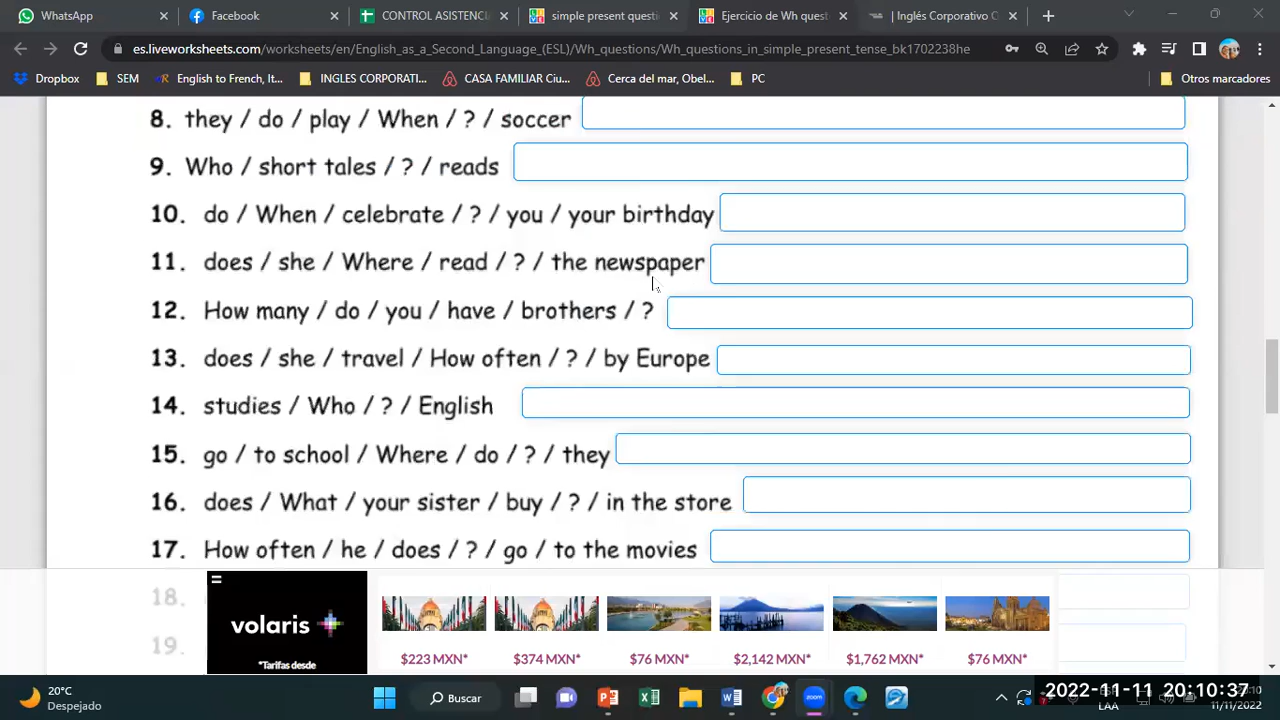 WhatsApp
Facebook
CONTROL ASISTENC
simple present questi
Ejercicio de Wh quest
Inglés Corporativo C
es.liveworksheets.com/worksheets/en/English_as_a_Second_Language_(ESL)/Wh_questions/Wh_questions_in_simple_present_tense_bk1702238he
Dropbox
SEM
English to French, It...
INGLES CORPORATI...
CASA FAMILIAR Ciu...
Cerca del mar, Obel...
PC
Otros marcadores
8. they / do / play / When / ? / soccer
9. Who / short tales / ? / reads
10. do / When / celebrate / ? / you / your birthday
11. does / she / Where / read / ? / the newspaper
12. How many / do / you / have / brothers / ?
13. does / she / travel / How often / ? / by Europe
14. studies / Who / ? / English
15. go / to school / Where / do / ? / they
16. does / What / your sister / buy / ? / in the store
17. How often / he / does / ? / go / to the movies
18.
19.
volaris
*Tarifas desde
$223 MXN*
$374 MXN*
$76 MXN*
$2,142 MXN*
$1,762 MXN*
$76 MXN*
20°C
Despejado
Buscar
zoom
LAA
2022-11-11 20:10:37
11/11/2022